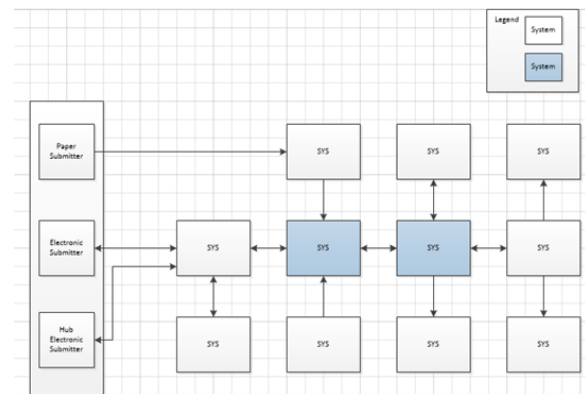 Legend
System
System
Paper
Submitter
SYS
SYS
SYS
Electronic
Submitter
SYS
SYS
SYS
SYS
Hub
Electronic
Submitter
SYS
SYS
SYS
SYS